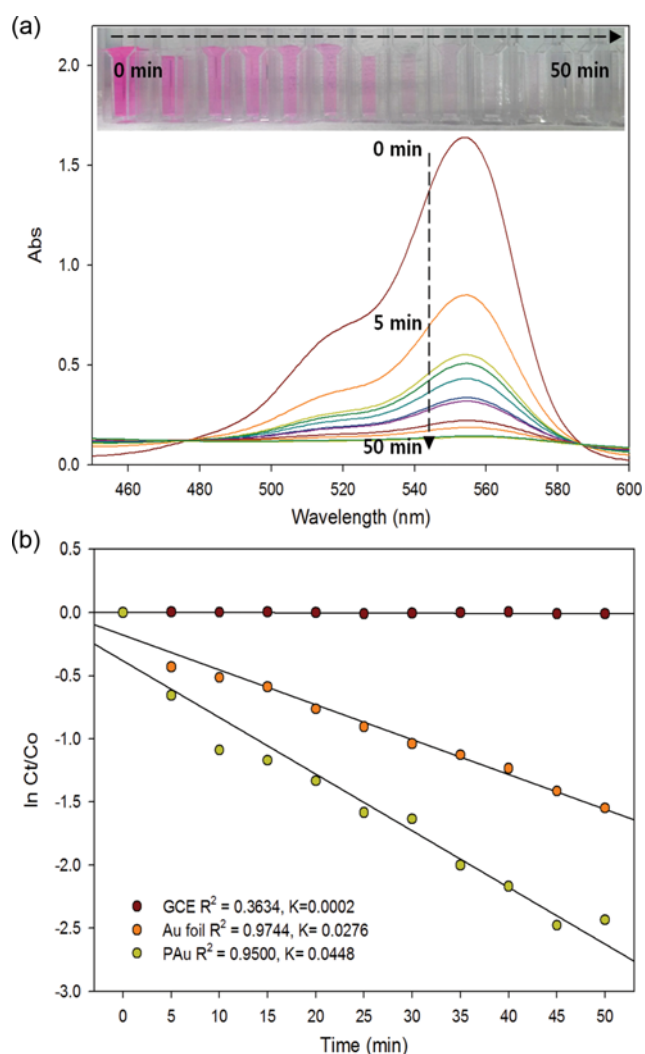 (a)
0 min
50 min
0 min
5 min
50 min
2.0
1.5
1.0
0.5
0.0
Abs
460 480 500 520 540 560 580 600
Wavelength (nm)
(b)
0.5
0.0
-0.5
-1.0
-1.5
-2.0
-2.5
-3.0
ln Ct/Co
GCE R² = 0.3634, K=0.0002
Au foil R² = 0.9744, K= 0.0276
PAu R² = 0.9500, K= 0.0448
0 5 10 15 20 25 30 35 40 45 50
Time (min)